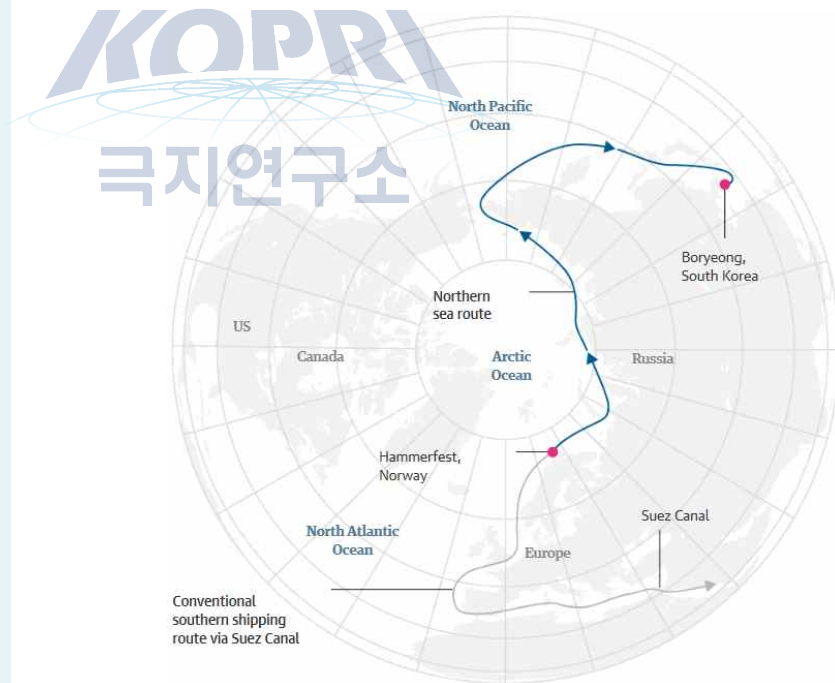 KOPRI
극지연구소
North Pacific
Ocean
Boryeong,
South Korea
Northern
sea route
US
Canada
Arctic
Ocean
Russia
Hammerfest,
Norway
Suez Canal
North Atlantic
Ocean
Europe
Conventional
southern shipping
route via Suez Canal